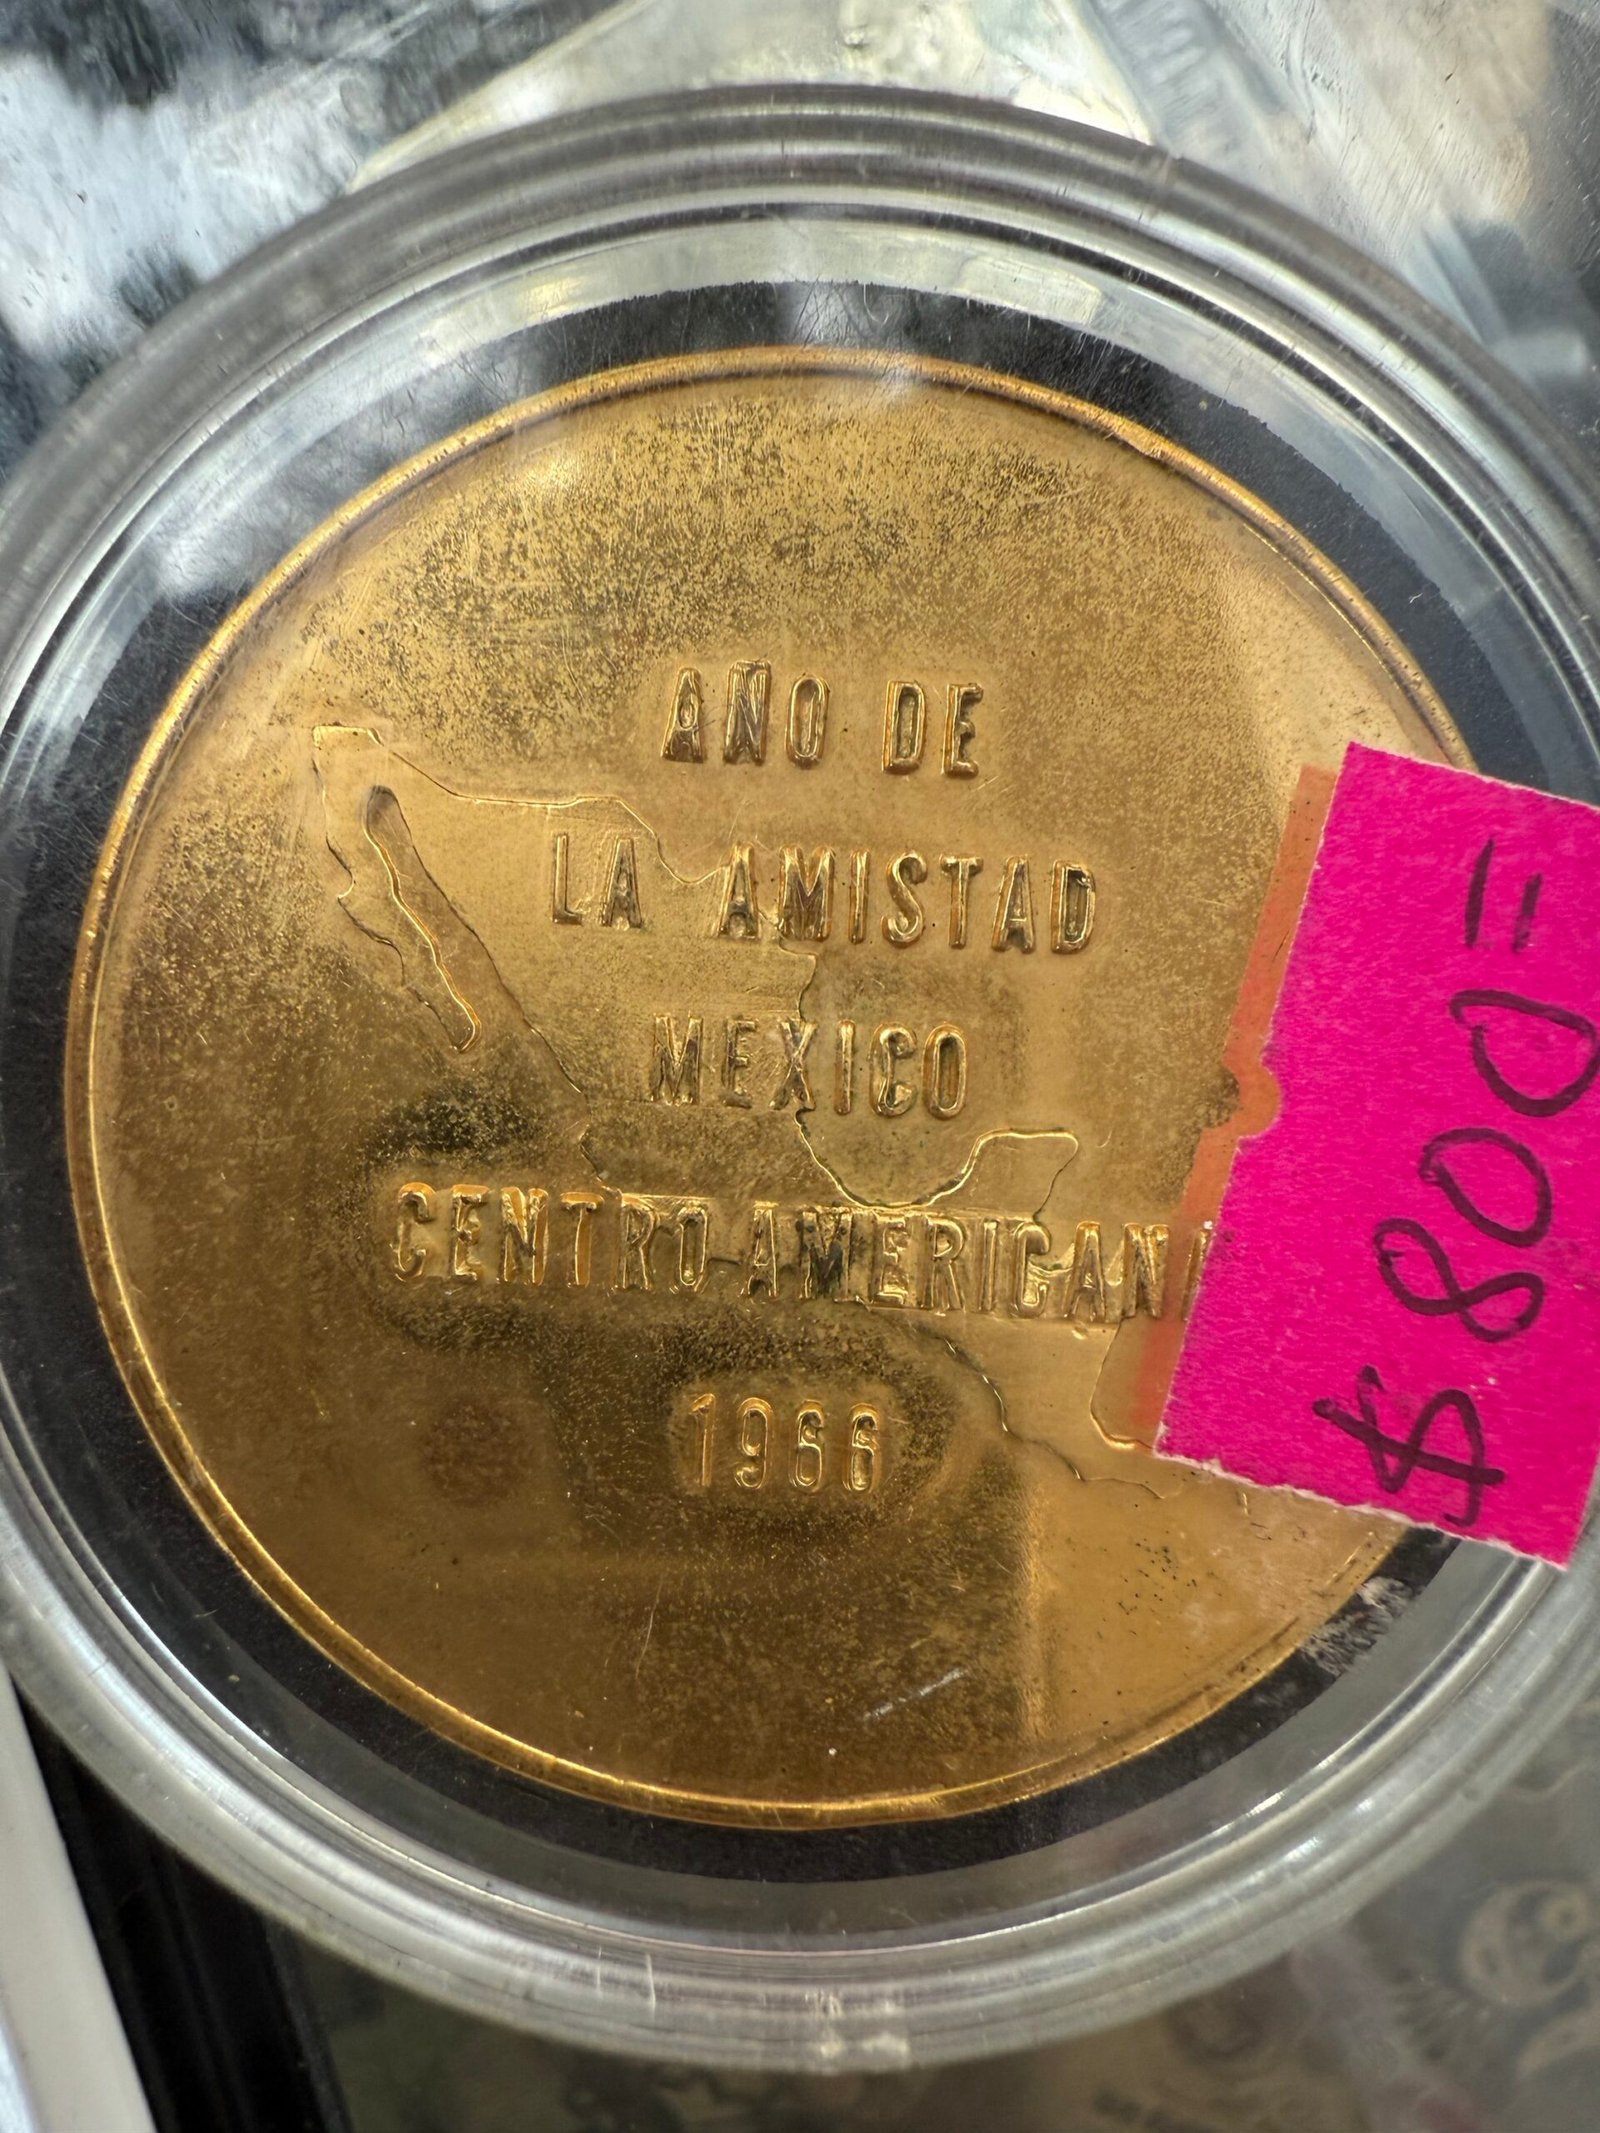 AÑO DE
LA AMISTAD
MEXICO
CENTRO AMERICAN
1966
$800=